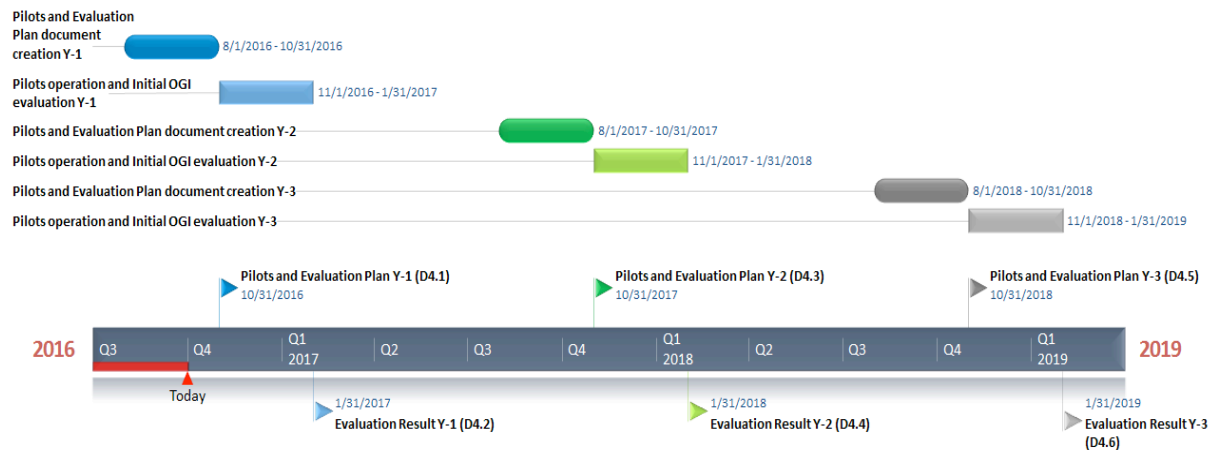 Pilots and Evaluation
Plan document
creation Y-1
8/1/2016 - 10/31/2016
Pilots operation and Initial OGI
evaluation Y-1
11/1/2016 - 1/31/2017
Pilots and Evaluation Plan document creation Y-2
8/1/2017 - 10/31/2017
Pilots operation and Initial OGI evaluation Y-2
11/1/2017 - 1/31/2018
Pilots and Evaluation Plan document creation Y-3
8/1/2018 - 10/31/2018
Pilots operation and Initial OGI evaluation Y-3
11/1/2018 - 1/31/2019
Pilots and Evaluation Plan Y-1 (D4.1)
10/31/2016
Pilots and Evaluation Plan Y-2 (D4.3)
10/31/2017
Pilots and Evaluation Plan Y-3 (D4.5)
10/31/2018
2016
Q3
Q4
Q1
2017
Q2
Q3
Q4
Q1
2018
Q2
Q3
Q4
Q1
2019
2019
Today
1/31/2017
Evaluation Result Y-1 (D4.2)
1/31/2018
Evaluation Result Y-2 (D4.4)
1/31/2019
Evaluation Result Y-3
(D4.6)